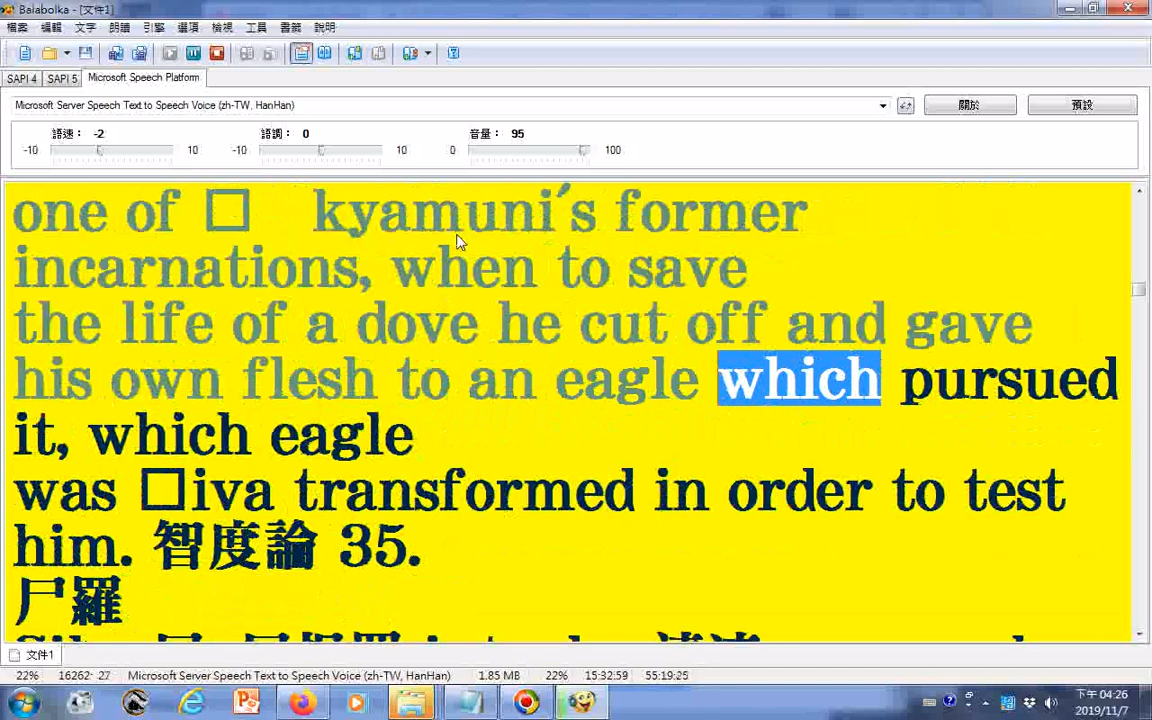 Balabolka - [文件1]
檔案 編輯 文字 朗讀 引擎 選項 檢視 工具 書籤 說明
SAPI 4 SAPI 5 Microsoft Speech Platform
Microsoft Server Speech Text to Speech Voice (zh-TW, HanHan) 關於 預設
語速： -2 語調： 0 音量： 95
-10 10 -10 10 0 100
one of □ kyamuni's former
incarnations, when to save
the life of a dove he cut off and gave
his own flesh to an eagle which pursued
it, which eagle
was □iva transformed in order to test
him. 智度論 35.
尸羅
文件1
22% 16262: 27 Microsoft Server Speech Text to Speech Voice (zh-TW, HanHan) 1.85 MB 22% 15:32:59 55:19:25
下午 04:26
2019/11/7